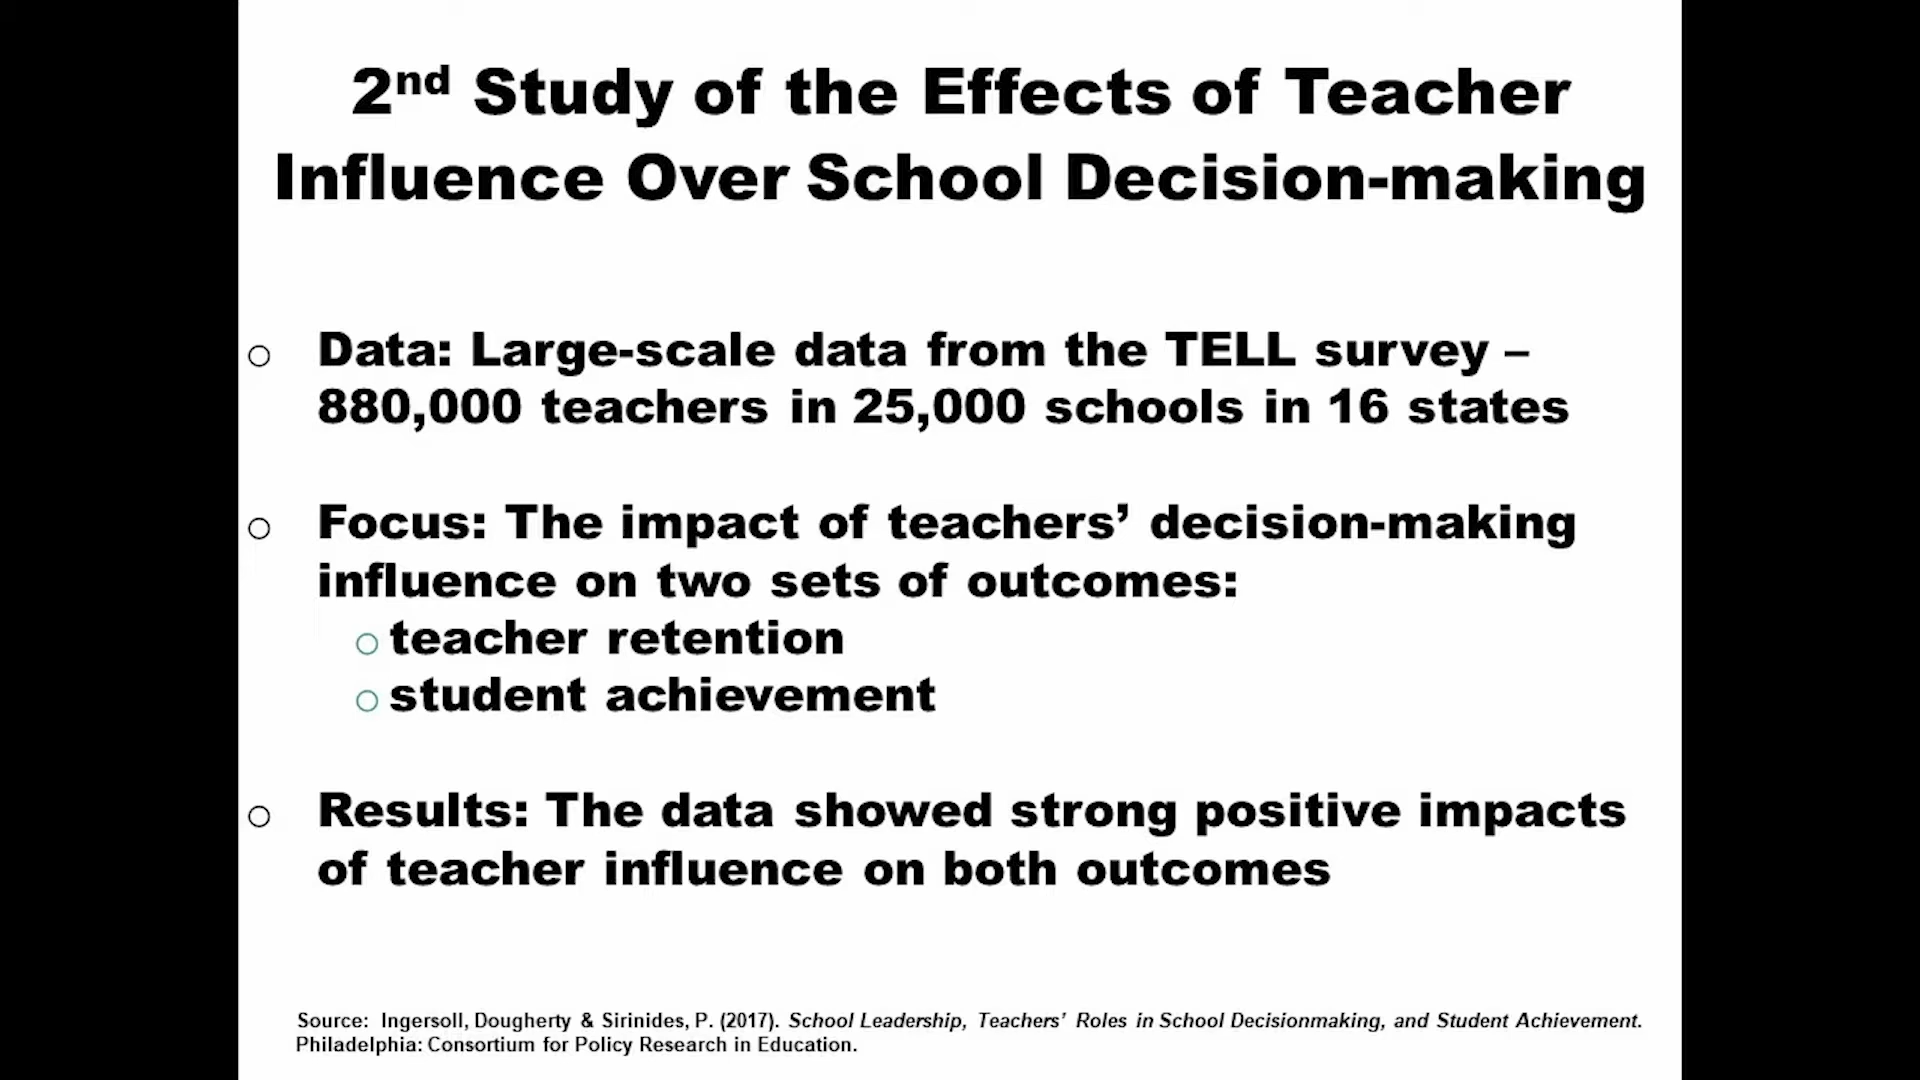 2nd Study of the Effects of Teacher
Influence Over School Decision-making
○ Data: Large-scale data from the TELL survey –
880,000 teachers in 25,000 schools in 16 states
○ Focus: The impact of teachers’ decision-making
influence on two sets of outcomes:
○ teacher retention
○ student achievement
○ Results: The data showed strong positive impacts
of teacher influence on both outcomes
Source: Ingersoll, Dougherty & Sirinides, P. (2017). School Leadership, Teachers’ Roles in School Decisionmaking, and Student Achievement.
Philadelphia: Consortium for Policy Research in Education.